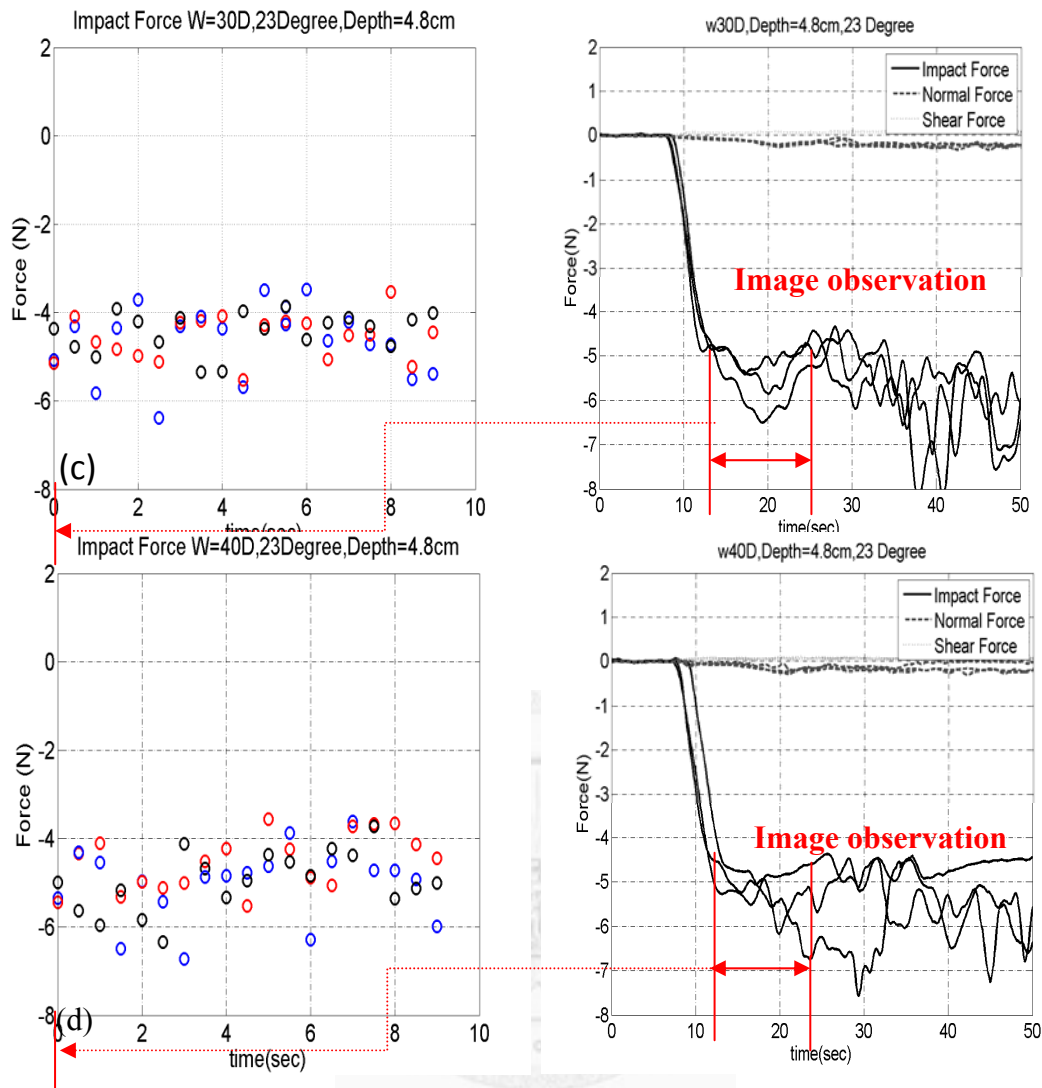 Impact Force W=30D,23Degree,Depth=4.8cm
2
0
-2
-4
-6
-8
Force (N)
(c)
0
2
4
6
8
10
time(sec)
w30D,Depth=4.8cm,23 Degree
Impact Force
Normal Force
Shear Force
2
1
0
-1
-2
-3
-4
-5
-6
-7
-8
Force(N)
Image observation
0
10
20
30
40
50
time(sec)
Impact Force W=40D,23Degree,Depth=4.8cm
2
0
-2
-4
-6
-8
Force (N)
(d)
0
2
4
6
8
10
time(sec)
w40D,Depth=4.8cm,23 Degree
Impact Force
Normal Force
Shear Force
2
1
0
-1
-2
-3
-4
-5
-6
-7
-8
Force(N)
Image observation
0
10
20
30
40
50
time(sec)